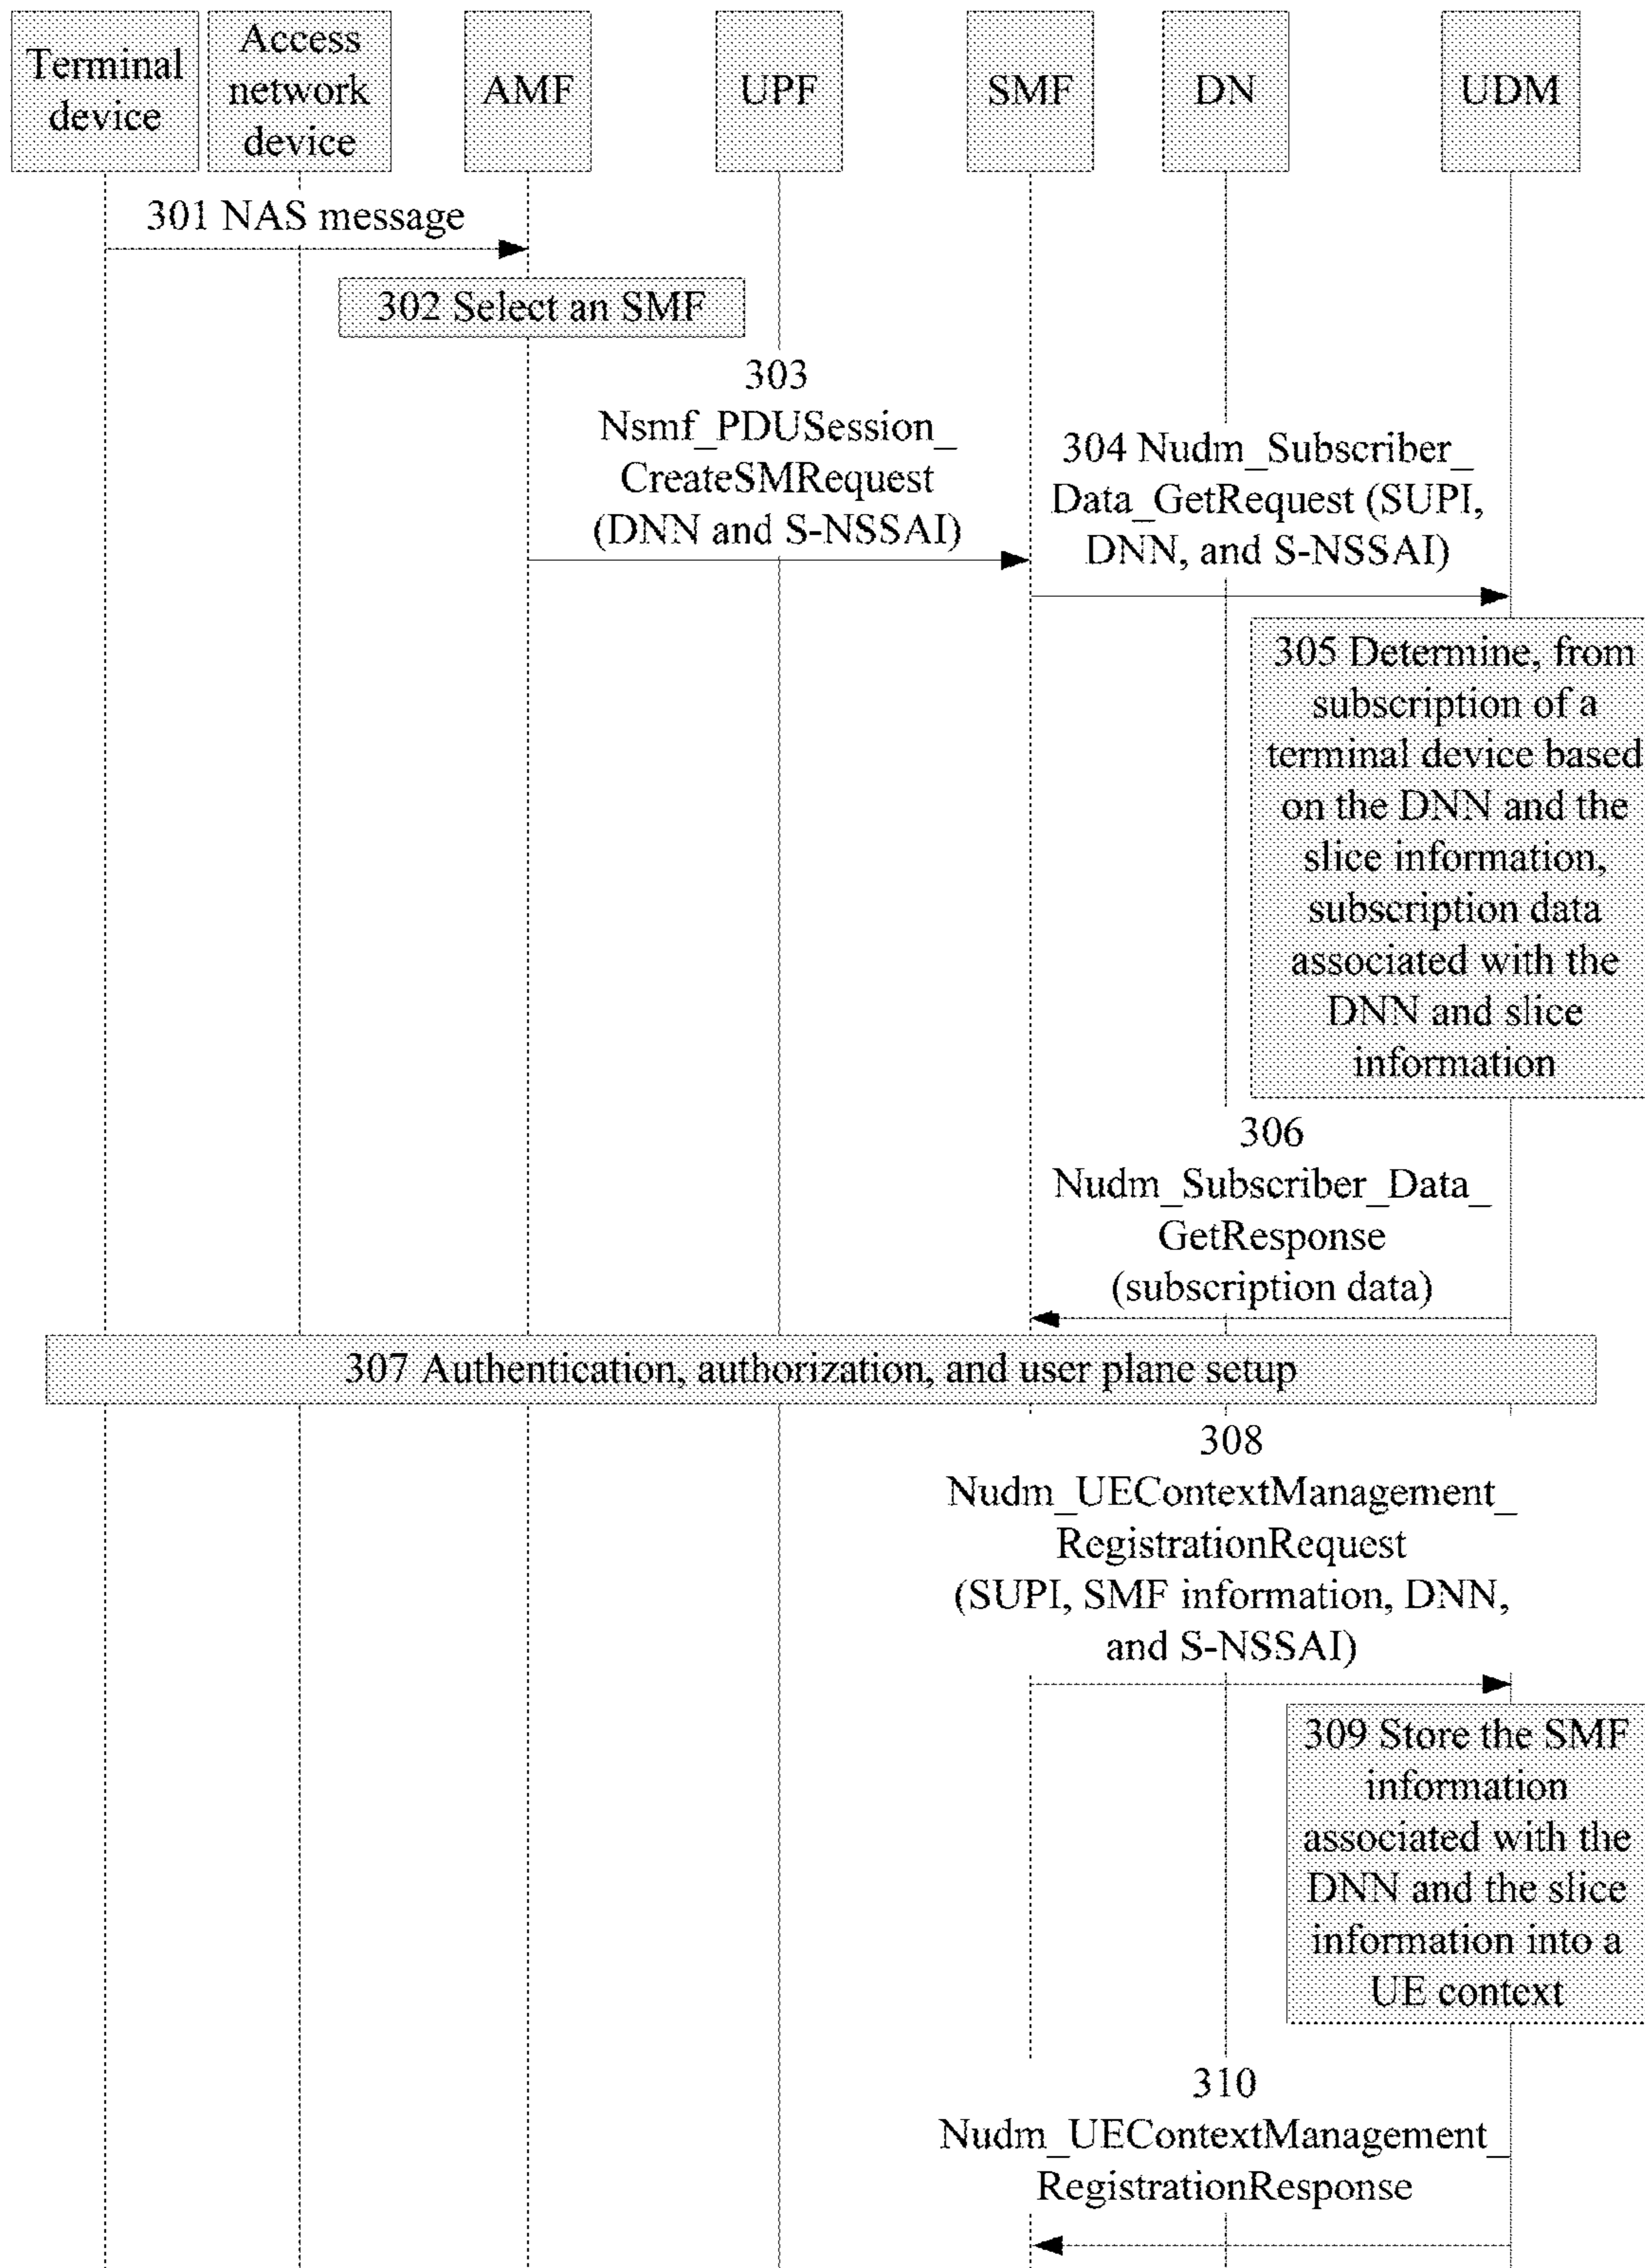 Terminal
device
Access
network
device
AMF
UPF
SMF
DN
UDM
301 NAS message
302 Select an SMF
303
Nsmf_PDUSession_
CreateSMRequest
(DNN and S-NSSAI)
304 Nudm_Subscriber_
Data_GetRequest (SUPI,
DNN, and S-NSSAI)
305 Determine, from
subscription of a
terminal device based
on the DNN and the
slice information,
subscription data
associated with the
DNN and slice
information
306
Nudm_Subscriber_Data_
GetResponse
(subscription data)
307 Authentication, authorization, and user plane setup
308
Nudm_UEContextManagement_
RegistrationRequest
(SUPI, SMF information, DNN,
and S-NSSAI)
309 Store the SMF
information
associated with the
DNN and the slice
information into a
UE context
310
Nudm_UEContextManagement_
RegistrationResponse